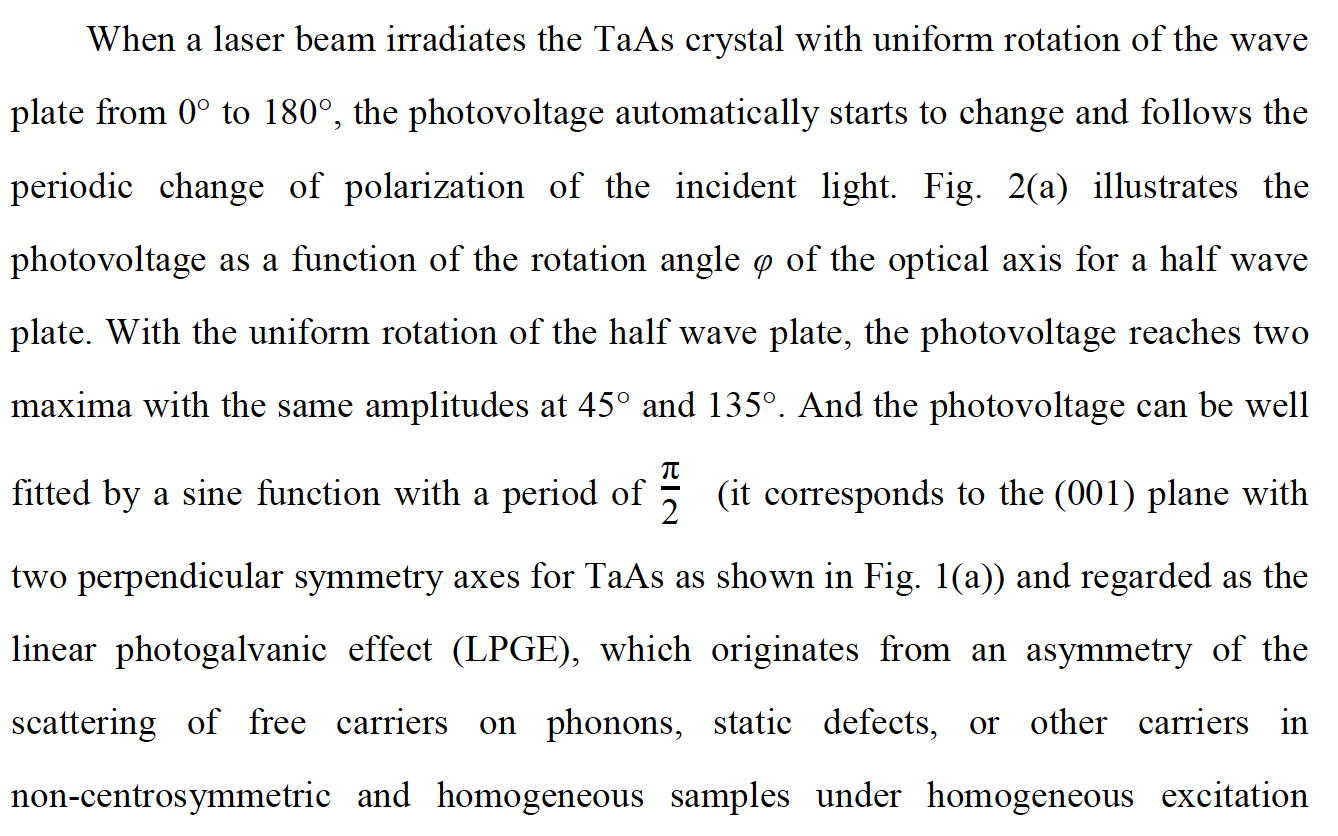 When a laser beam irradiates the TaAs crystal with uniform rotation of the wave
plate from 0° to 180°, the photovoltage automatically starts to change and follows the
periodic change of polarization of the incident light. Fig. 2(a) illustrates the
photovoltage as a function of the rotation angle φ of the optical axis for a half wave
plate. With the uniform rotation of the half wave plate, the photovoltage reaches two
maxima with the same amplitudes at 45° and 135°. And the photovoltage can be well
fitted by a sine function with a period of π/2 (it corresponds to the (001) plane with
two perpendicular symmetry axes for TaAs as shown in Fig. 1(a)) and regarded as the
linear photogalvanic effect (LPGE), which originates from an asymmetry of the
scattering of free carriers on phonons, static defects, or other carriers in
non-centrosymmetric and homogeneous samples under homogeneous excitation